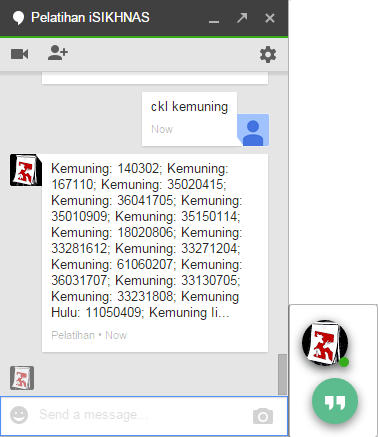 Pelatihan iSIKHNAS
ckl kemuning
Now
Kemuning: 140302; Kemuning:
167110; Kemuning: 35020415;
Kemuning: 36041705; Kemuning:
35010909; Kemuning: 35150114;
Kemuning: 18020806; Kemuning:
33281612; Kemuning: 33271204;
Kemuning: 61060207; Kemuning:
36031707; Kemuning: 33130705;
Kemuning: 33231808; Kemuning
Hulu: 11050409; Kemuning li...
Pelatihan • Now
Send a message...